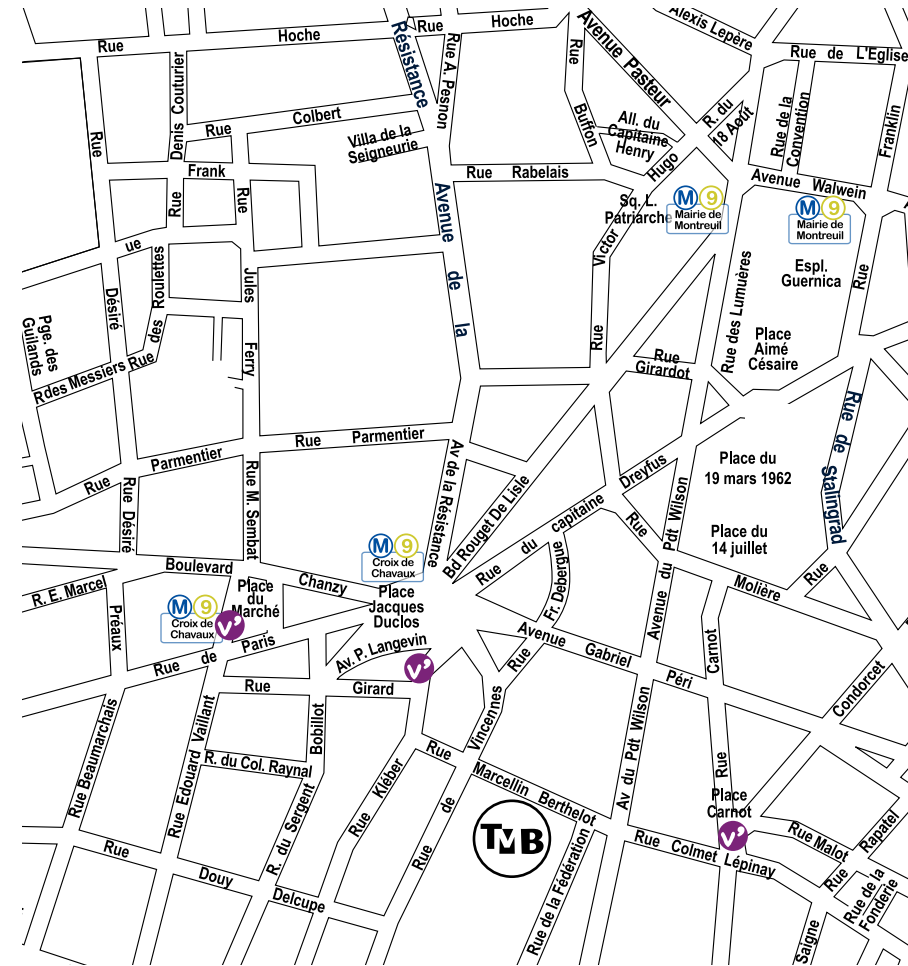 Rue Hoche
Rue Hoche
Alexis Lepère
Rue de L'Eglise
Avenue Pasteur
Résistance
Rue A. Pesnon
Rue Buffon
Rue
Denis Couturier
Rue
Colbert
Rue
Villa de la
Seigneurie
All. du
Capitaine
Henry
R. du
18 Août
Rue de la
Convention
Franklin
Frank
Rue
Jules
Ferry
Rue Rabelais
Victor Hugo
Rue
Avenue Walwein
Sq. L.
Patriarche
M 9
Mairie de
Montreuil
M 9
Mairie de
Montreuil
Avenue de la
ue
Désiré
Rue des Roulettes
Espl.
Guernica
Rue
Rue des Lumuères
Pge. des
Guilands
Place
Aimé
Césaire
Rdes Messiers
Rue
Girardot
Rue de Stalingrad
Rue Parmentier
Parmentier
Rue
Av de la Résistance
Bd Rouget De Lisle
Rue du capitaine Dreyfus
Place du
19 mars 1962
Rue Désiré
Préaux
Rue M. Sembat
Rue
Avenue du Pdt Wilson
Place du
14 juillet
M 9
Croix de
Chavaux
Boulevard Chanzy
R. E. Marcel
Place
du
Marché
Place
Jacques
Duclos
Fr. Debergue
Molière
Rue
M 9
Croix de
Chavaux
V'
Rue de Paris
Av. P. Langevin
V'
Avenue Gabriel Péri
Rue Carnot
Condorcet
Rue Girard
Rue de Vincennes
Rue Beaumarchais
Rue Edouard Vaillant
R. du Sergent Bobillot
R. du Col. Raynal
Rue Kléber
Rue Marcellin Berthelot
Av du Pdt Wilson
Place
Carnot
V'
TMB
Rue Malot
Rue Rapatel
Rue Colmet Lépinay
Rue Douy Delcupe
Rue de la Fédération
Rue de la
Fonderie
Saigne